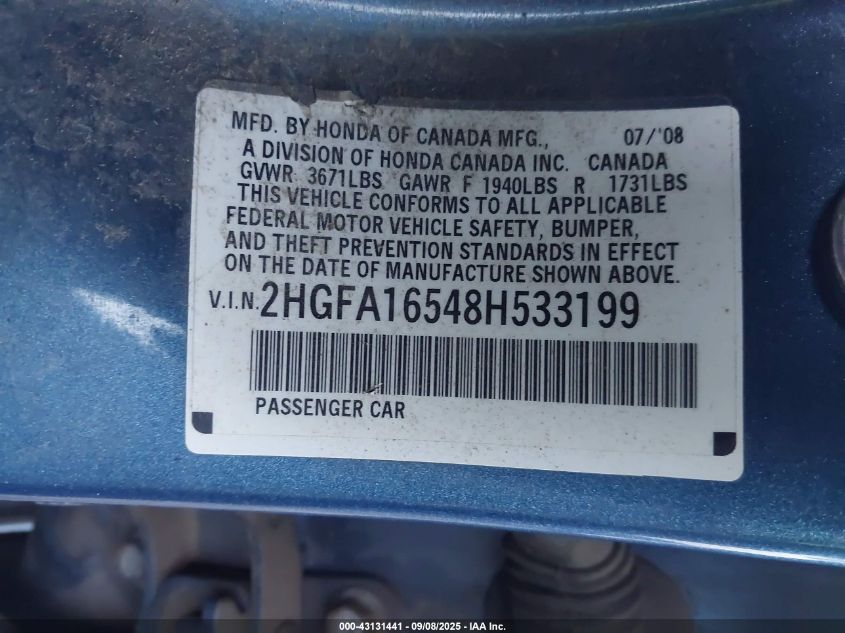 MFD. BY HONDA OF CANADA MFG., 07/'08
A DIVISION OF HONDA CANADA INC. CANADA
GVWR 3671LBS GAWR F 1940LBS R 1731LBS
THIS VEHICLE CONFORMS TO ALL APPLICABLE
FEDERAL MOTOR VEHICLE SAFETY, BUMPER,
AND THEFT PREVENTION STANDARDS IN EFFECT
ON THE DATE OF MANUFACTURE SHOWN ABOVE.
V.I.N. 2HGFA16548H533199
PASSENGER CAR
000-43131441 - 09/08/2025 - IAA Inc.